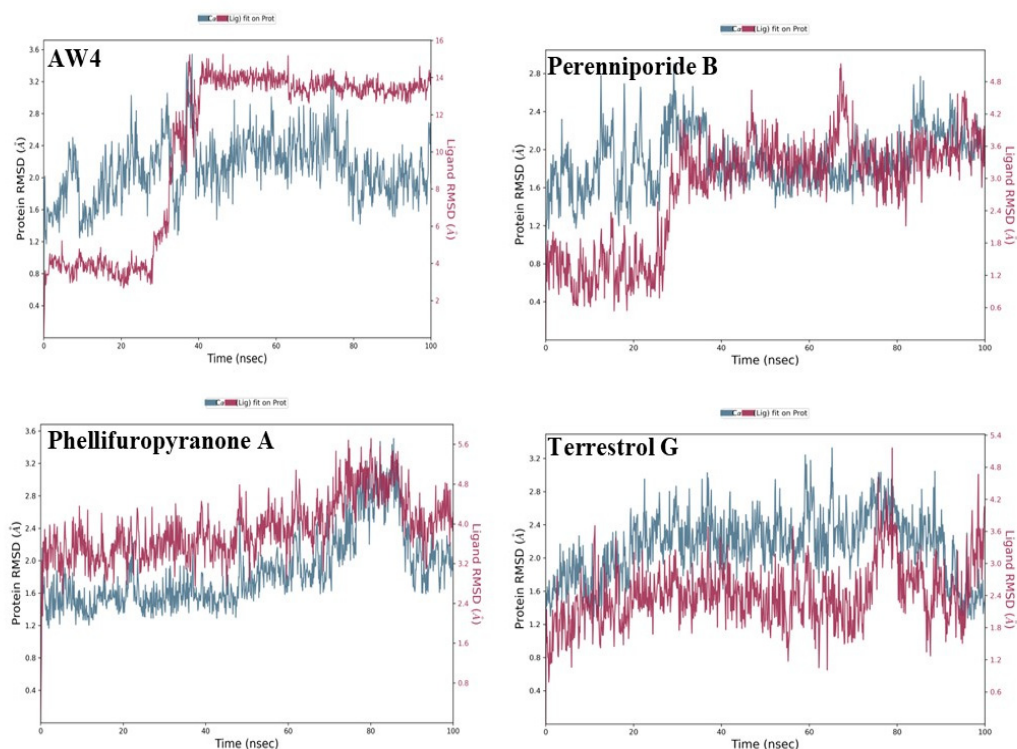 Cα (Lig) fit on Prot
AW4
Protein RMSD (Å)
3.6
3.2
2.8
2.4
2.0
1.6
1.2
0.8
0.4
16
14
12
10
8
6
4
2
Ligand RMSD (Å)
0 20 40 60 80 100
Time (nsec)
(Lig) fit on Prot
Perenniporide B
Protein RMSD (Å)
2.8
2.4
2.0
1.6
1.2
0.8
0.4
4.8
4.2
3.6
3.0
2.4
1.8
1.2
0.6
Ligand RMSD (Å)
0 20 40 60 80 100
Time (nsec)
(Lig) fit on Prot
Phellifuropyranone A
Protein RMSD (Å)
3.6
3.2
2.8
2.4
2.0
1.6
1.2
0.8
0.4
5.6
4.8
4.0
3.2
2.4
1.6
0.8
Ligand RMSD (Å)
0 20 40 60 80 100
Time (nsec)
(Lig) fit on Prot
Terrestrol G
Protein RMSD (Å)
3.2
2.8
2.4
2.0
1.6
1.2
0.8
0.4
5.4
4.8
4.2
3.6
3.0
2.4
1.8
1.2
0.6
Ligand RMSD (Å)
0 20 40 60 80 100
Time (nsec)